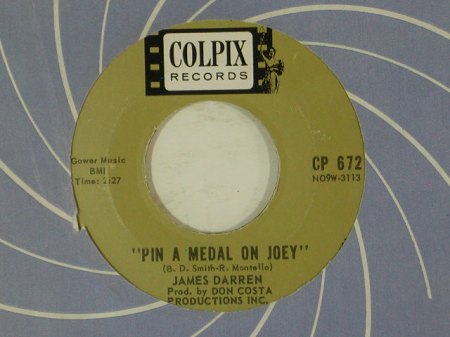 COLPIX
RECORDS
Gower Music
BMI
Time: 2:27
CP 672
NO9W-3113
"PIN A MEDAL ON JOEY"
(B. D. Smith-R. Montello)
JAMES DARREN
Prod. by DON COSTA
PRODUCTIONS INC.